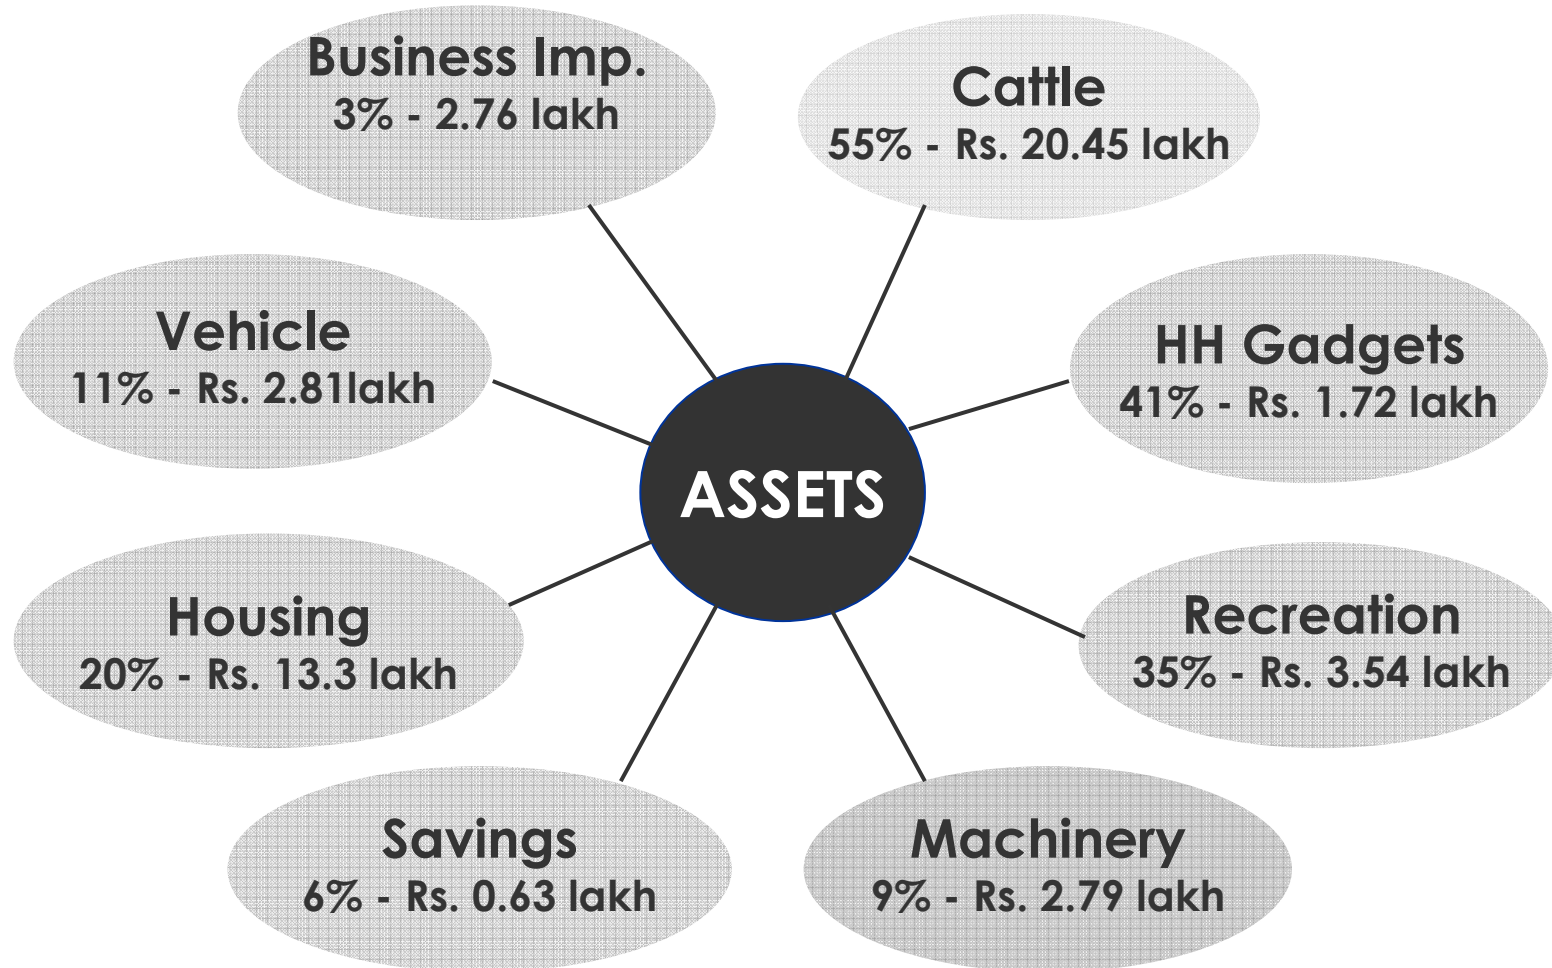 Business Imp.
3% - 2.76 lakh
Cattle
55% - Rs. 20.45 lakh
Vehicle
11% - Rs. 2.81lakh
HH Gadgets
41% - Rs. 1.72 lakh
ASSETS
Housing
20% - Rs. 13.3 lakh
Recreation
35% - Rs. 3.54 lakh
Savings
6% - Rs. 0.63 lakh
Machinery
9% - Rs. 2.79 lakh